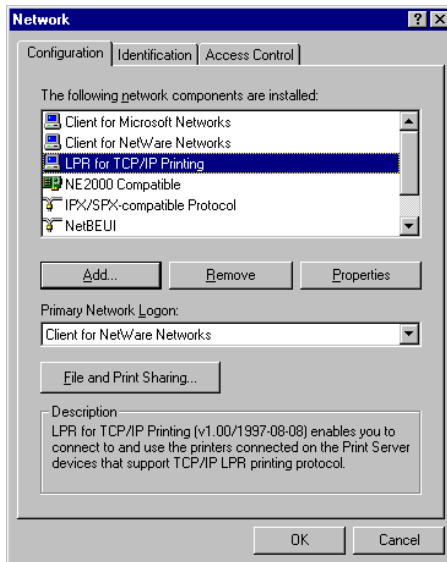 Network
Configuration Identification Access Control
The following network components are installed:
Client for Microsoft Networks
Client for NetWare Networks
LPR for TCP/IP Printing
NE2000 Compatible
IPX/SPX-compatible Protocol
NetBEUI
Add... Remove Properties
Primary Network Logon:
Client for NetWare Networks
File and Print Sharing...
Description
LPR for TCP/IP Printing (v1.00/1997-08-08) enables you to
connect to and use the printers connected on the Print Server
devices that support TCP/IP LPR printing protocol.
OK Cancel